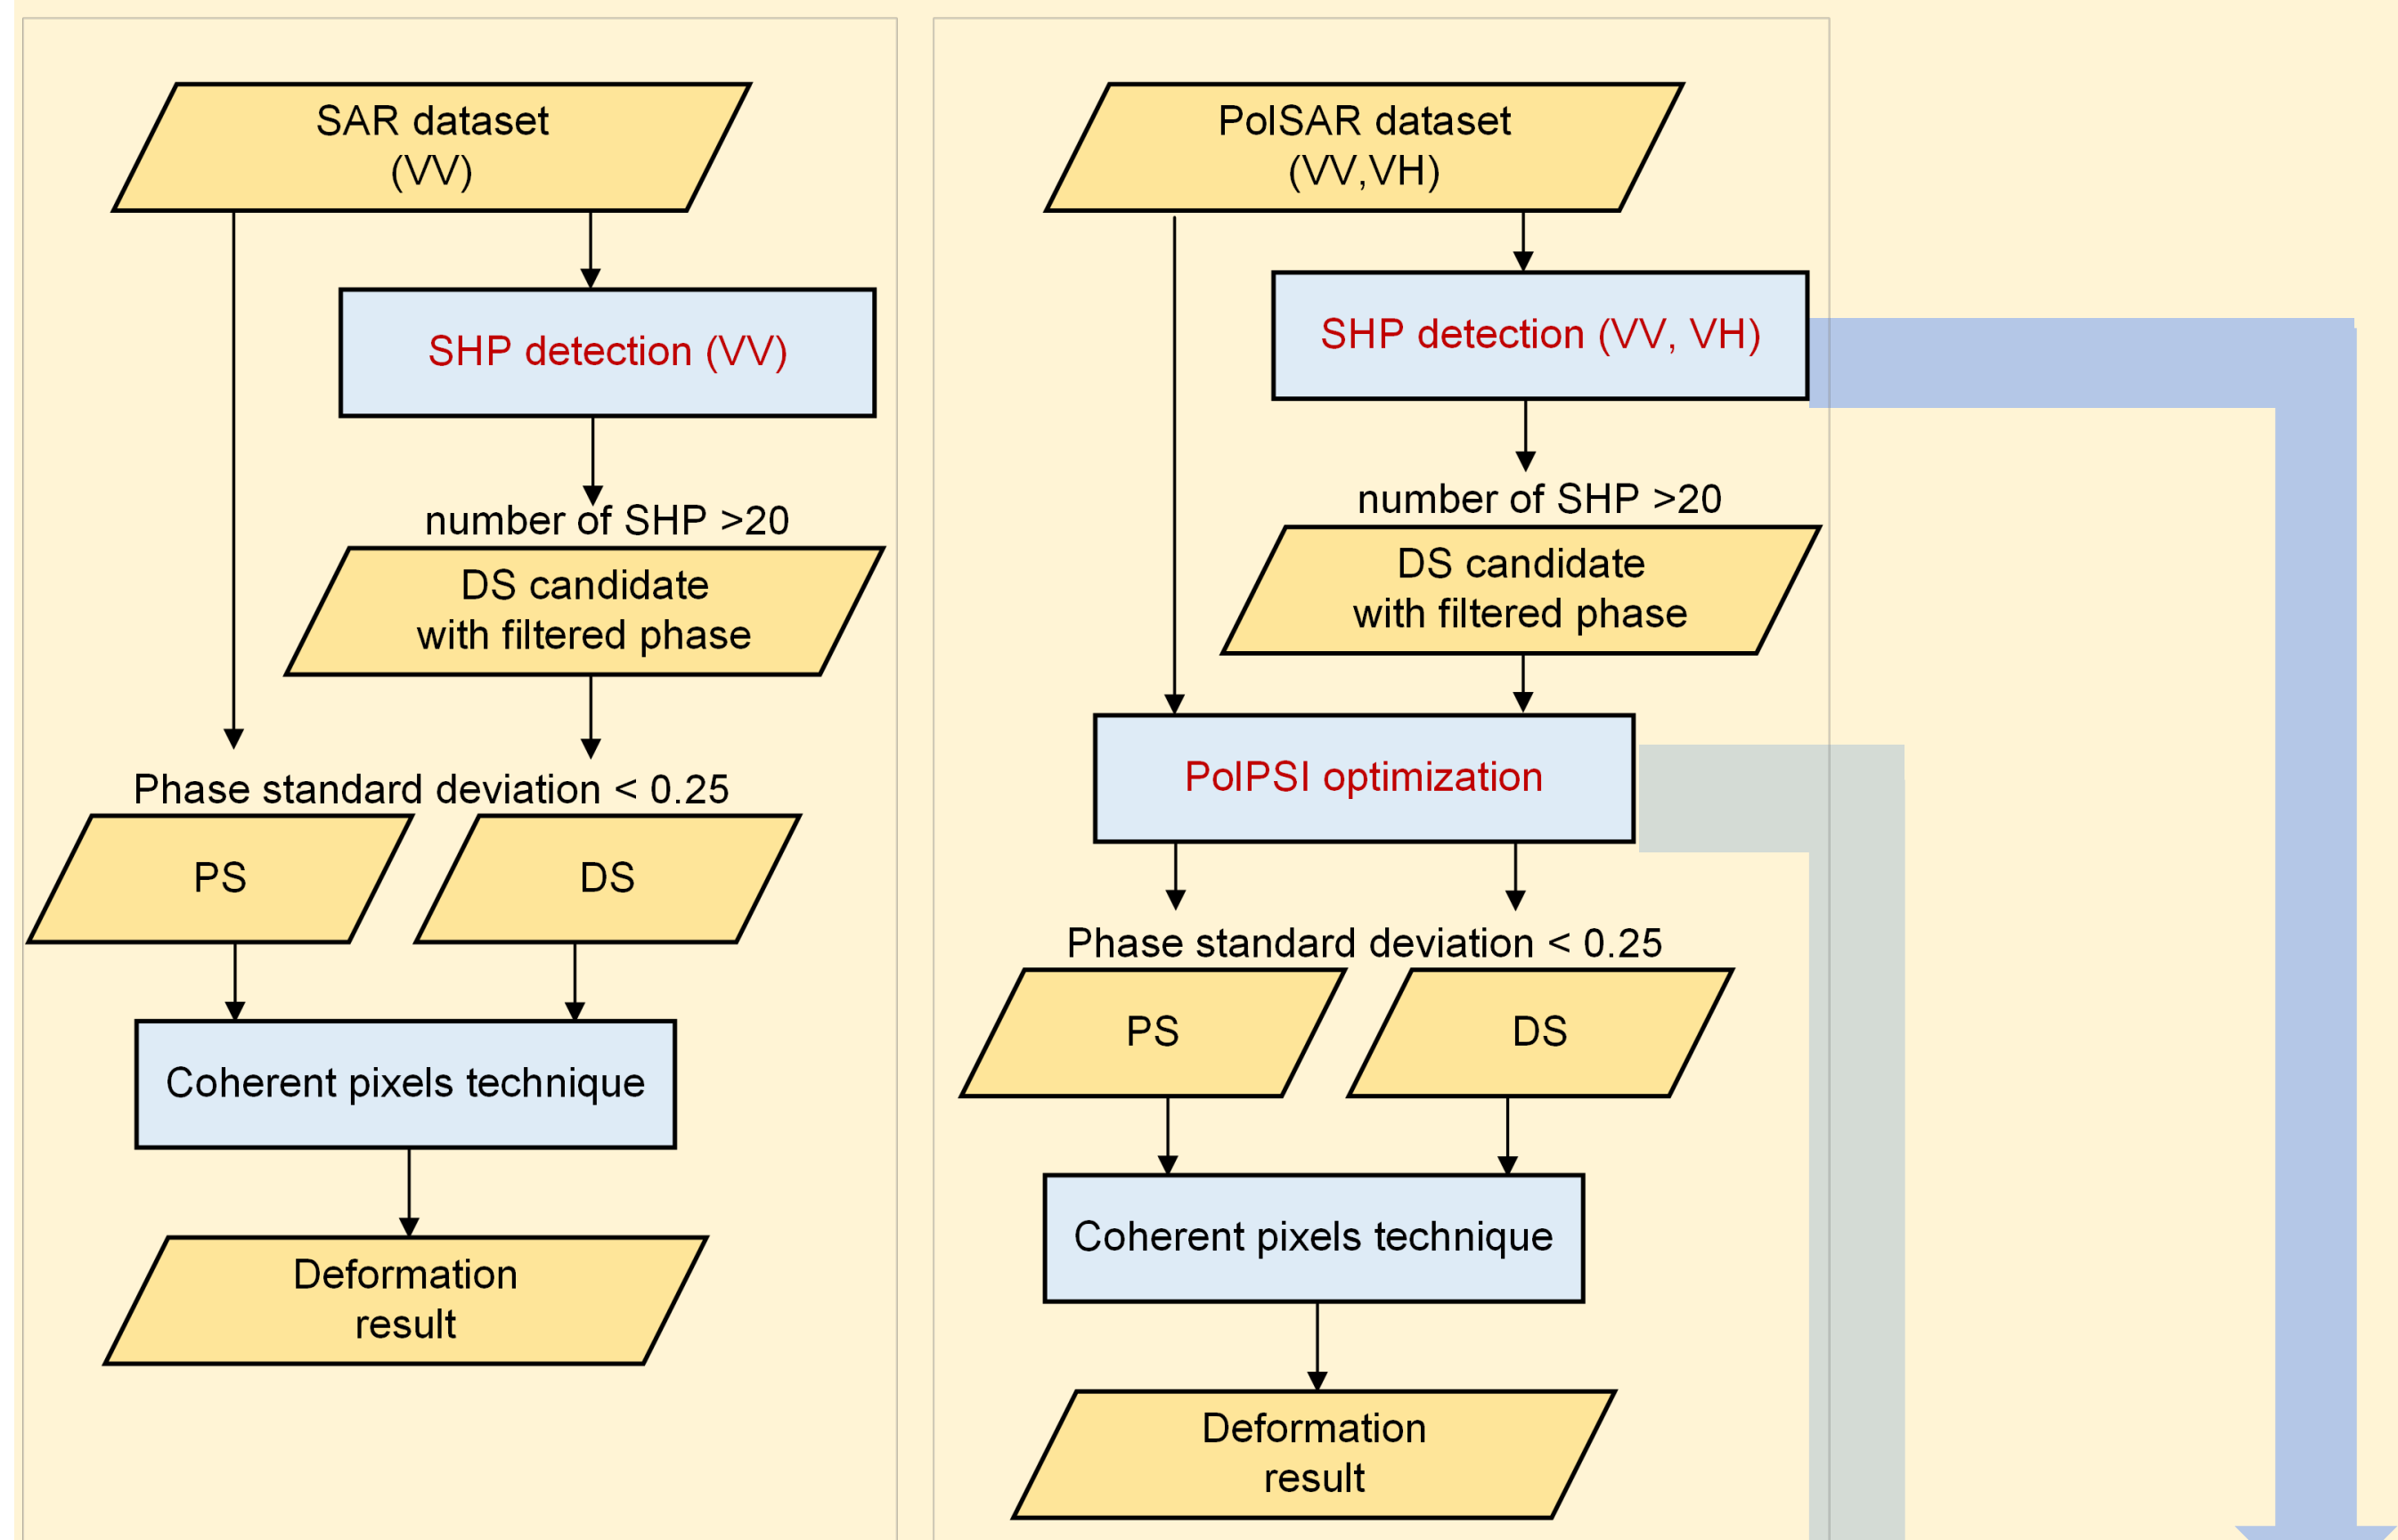 SAR dataset
(VV)
SHP detection (VV)
number of SHP >20
DS candidate
with filtered phase
Phase standard deviation < 0.25
PS
DS
Coherent pixels technique
Deformation
result
PolSAR dataset
(VV,VH)
SHP detection (VV, VH)
number of SHP >20
DS candidate
with filtered phase
PolPSI optimization
Phase standard deviation < 0.25
PS
DS
Coherent pixels technique
Deformation
result